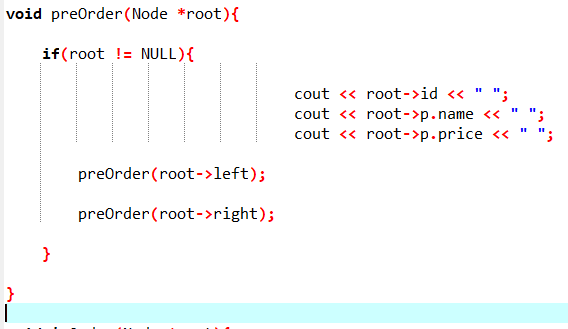 void preOrder(Node *root){
if(root != NULL){
cout << root->id << " ";
cout << root->p.name << " ";
cout << root->p.price << " ";
preOrder(root->left);
preOrder(root->right);
}
}